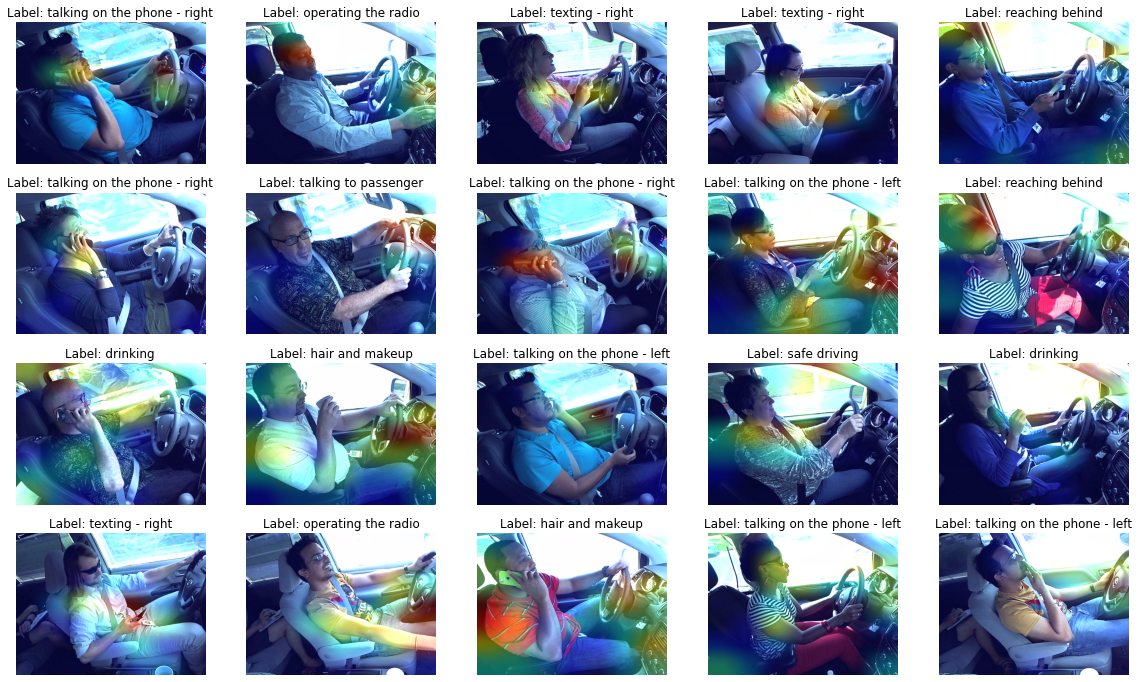 Label: talking on the phone - right
Label: operating the radio
Label: texting - right
Label: texting - right
Label: reaching behind
Label: talking on the phone - right
Label: talking to passenger
Label: talking on the phone - right
Label: talking on the phone - left
Label: reaching behind
Label: drinking
Label: hair and makeup
Label: talking on the phone - left
Label: safe driving
Label: drinking
Label: texting - right
Label: operating the radio
Label: hair and makeup
Label: talking on the phone - left
Label: talking on the phone - left